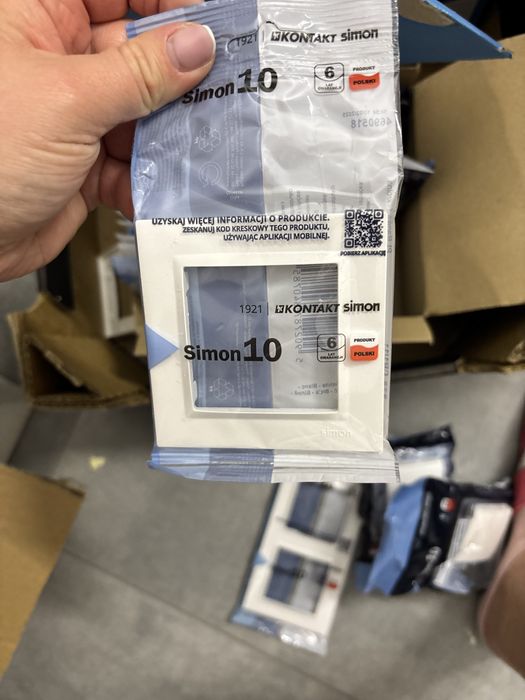 1921 | KONTAKT simon
Simon 10
6
LAT
GWARANCJI
PRODUKT
POLSKI
4690518
UZYSKAJ WIĘCEJ INFORMACJI O PRODUKCIE.
ZESKANUJ KOD KRESKOWY TEGO PRODUKTU,
UŻYWAJĄC APLIKACJI MOBILNEJ.
POBIERZ APLIKACJĘ
1921 | KONTAKT simon
Simon 10
6
LAT
GWARANCJI
PRODUKT
POLSKI
simon